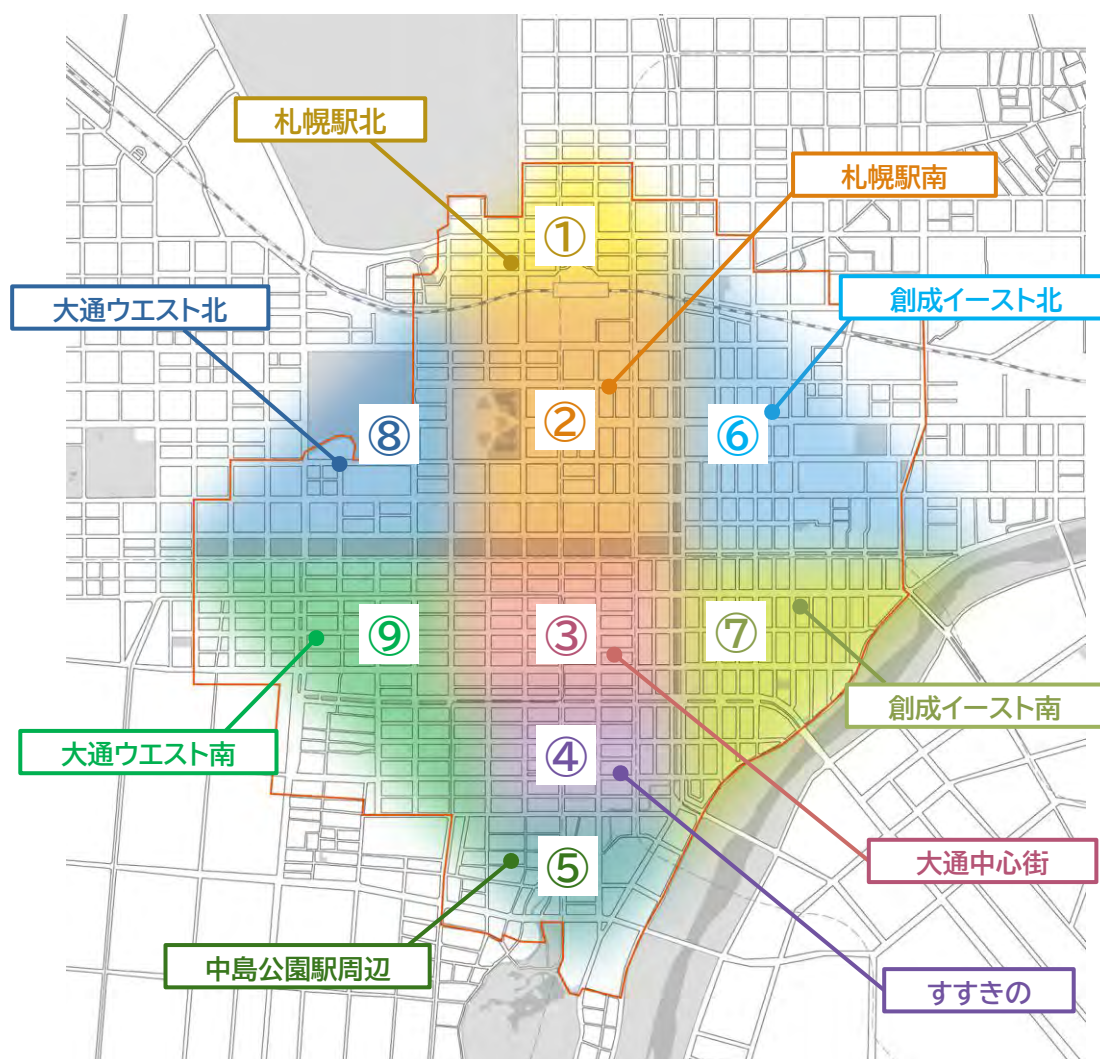 札幌駅北
札幌駅南
①
大通ウエスト北
創成イースト北
⑧
②
⑥
⑨
③
⑦
創成イースト南
大通ウエスト南
④
大通中心街
⑤
中島公園駅周辺
すすきの